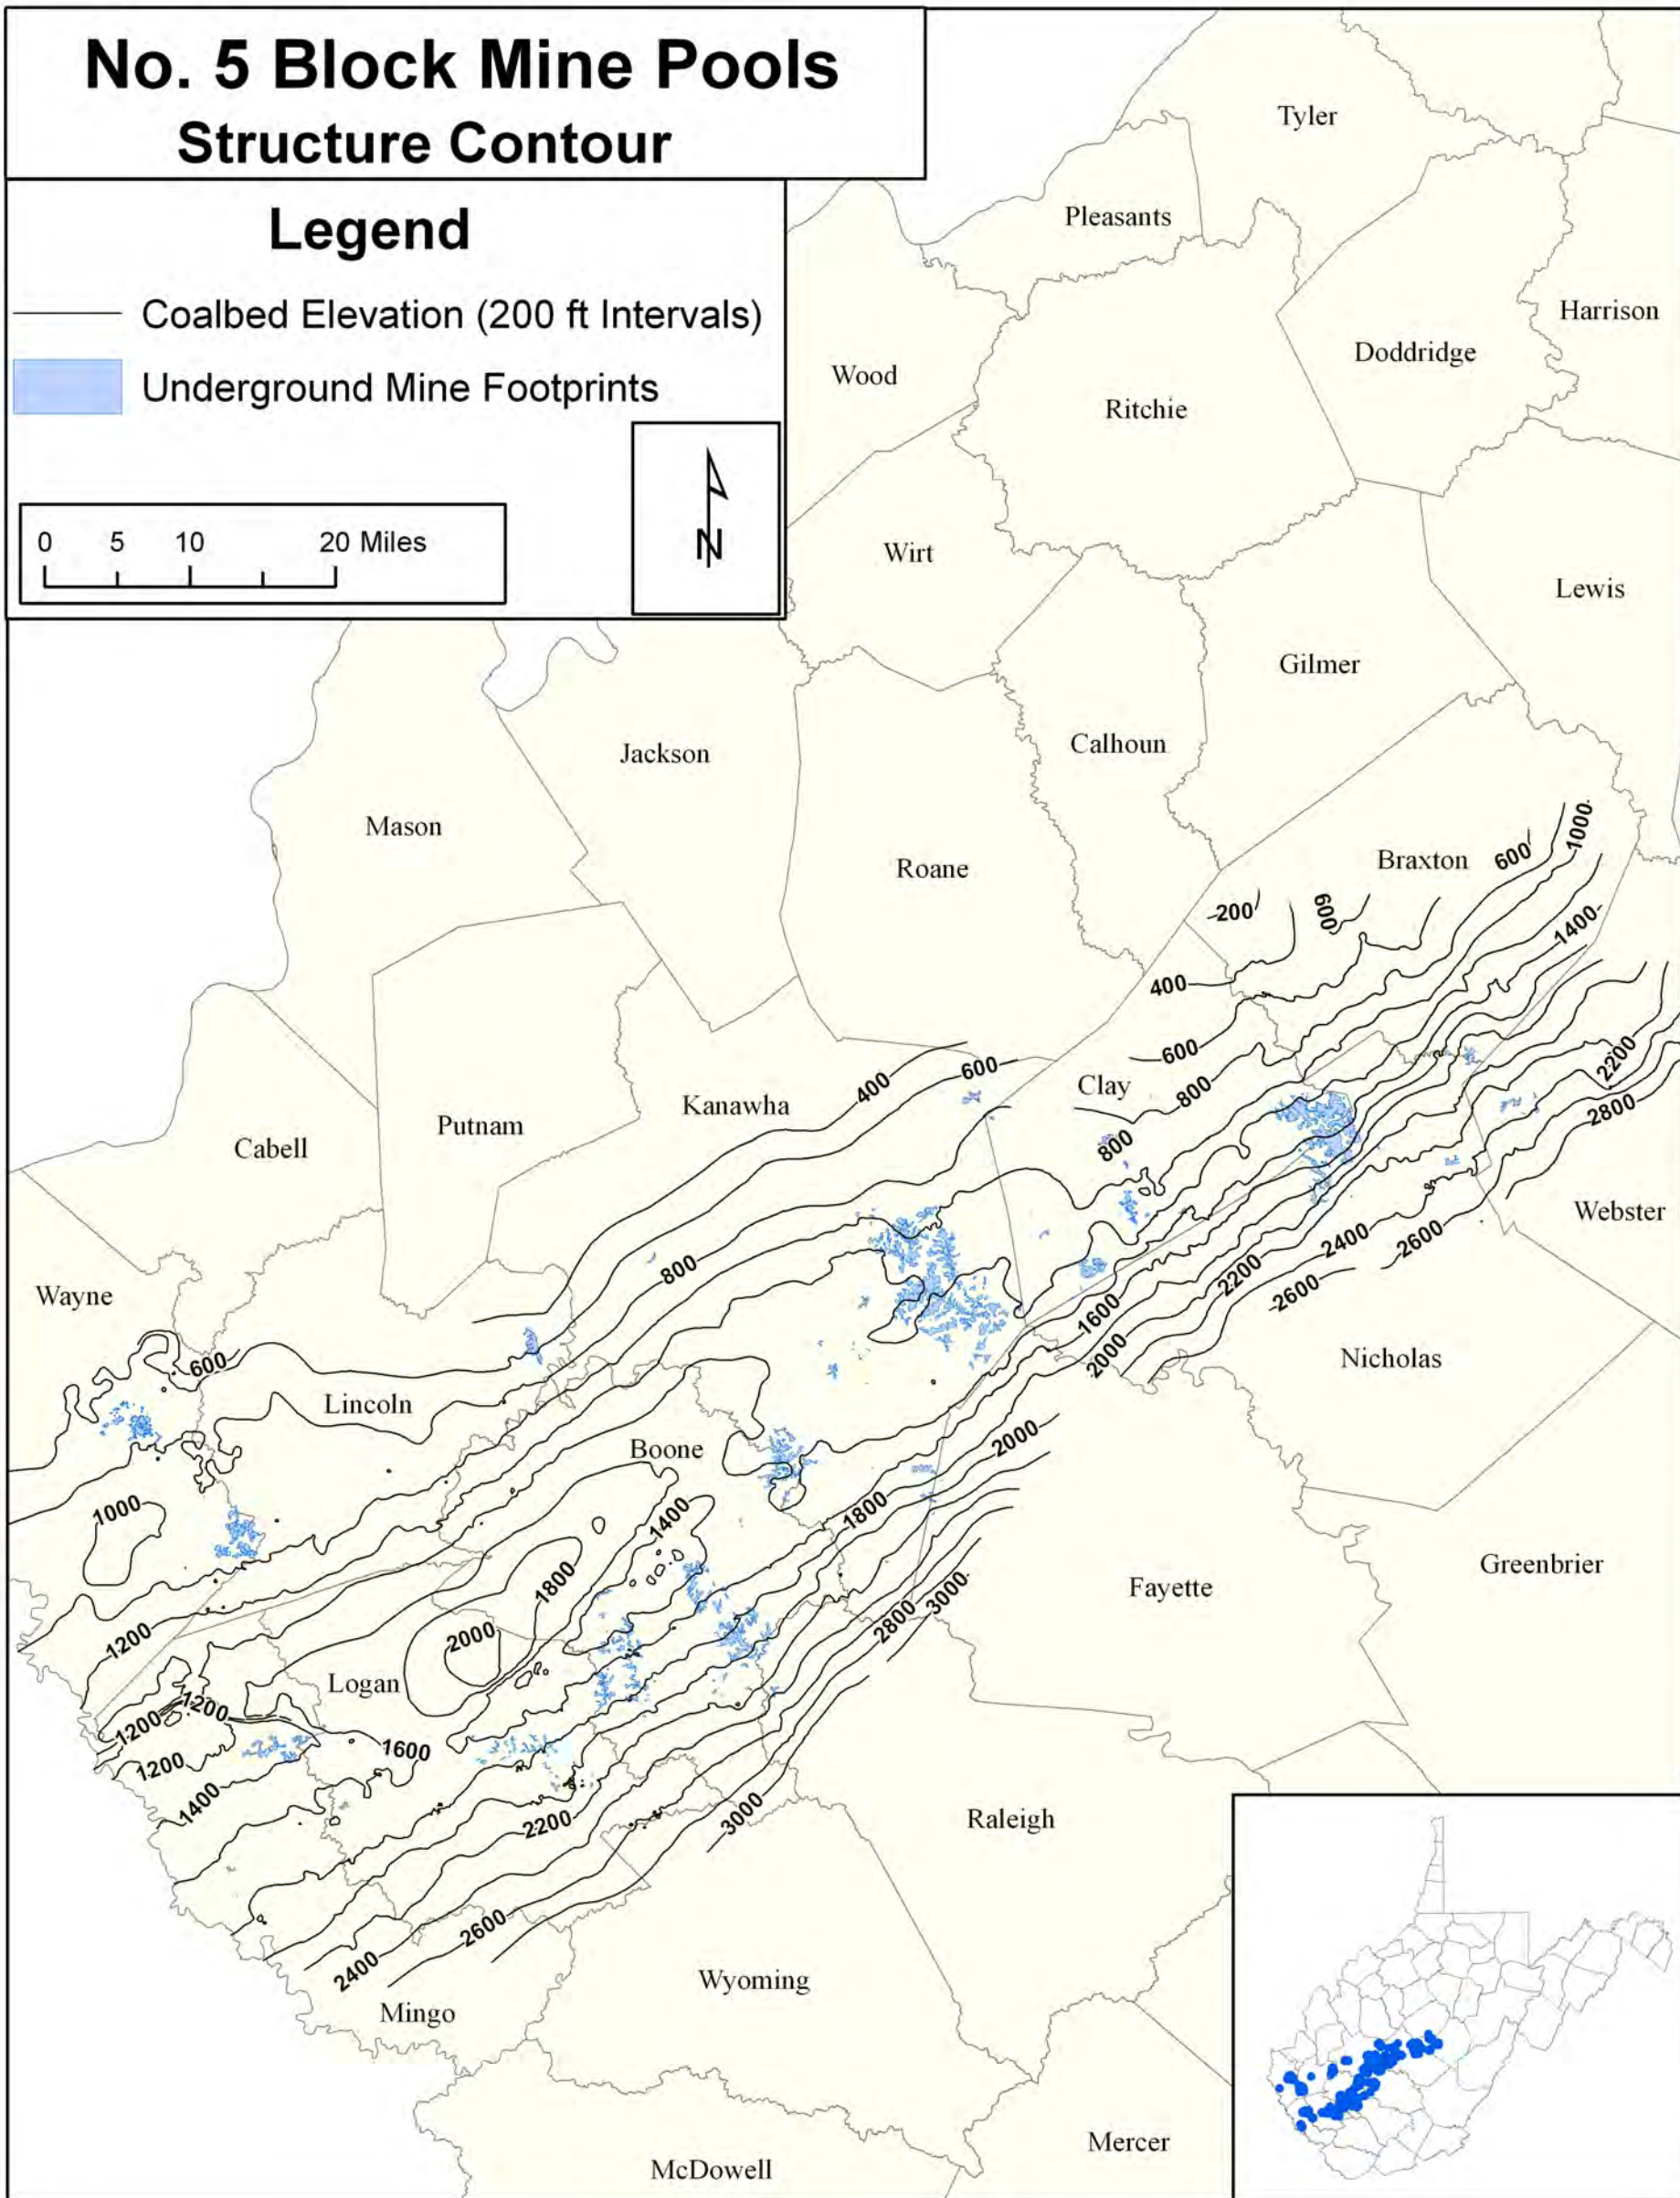 No. 5 Block Mine Pools
Structure Contour
Legend
Coalbed Elevation (200 ft Intervals)
Underground Mine Footprints
0 5 10 20 Miles
N
Tyler
Pleasants
Harrison
Doddridge
Wood
Ritchie
Wirt
Lewis
Gilmer
Calhoun
Jackson
Mason
Roane
Braxton
600
1000
200
600
1400
400
600
2200
Clay
800
2800
400
600
Kanawha
Putnam
Cabell
800
Webster
2400
2600
2200
2600
Wayne
800
1600
2000
Nicholas
600
Lincoln
Boone
2000
1000
1400
1800
Greenbrier
1800
Fayette
2800
3000
1200
2000
Logan
1200
1200
1600
1200
1400
2200
3000
Raleigh
2600
2400
Wyoming
Mingo
Mercer
McDowell